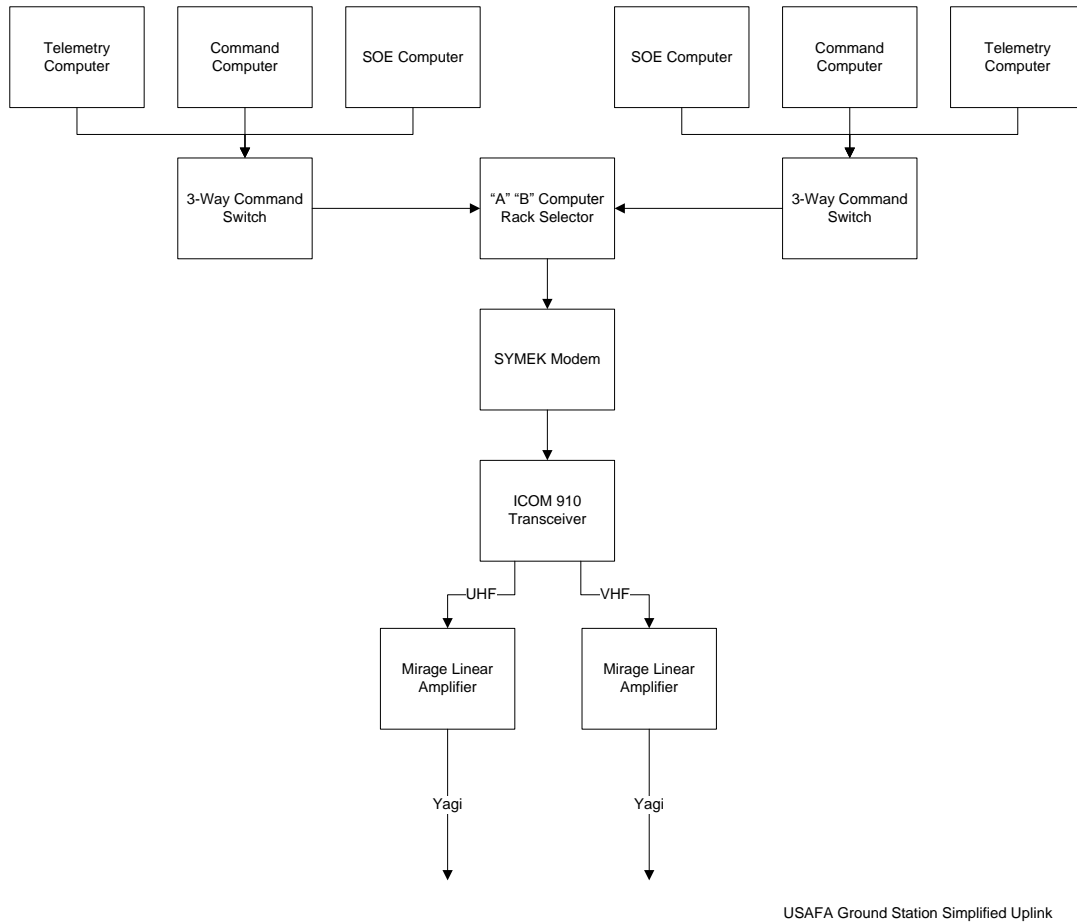 Telemetry
Computer
Command
Computer
SOE Computer
SOE Computer
Command
Computer
Telemetry
Computer
3-Way Command
Switch
“A” “B” Computer
Rack Selector
3-Way Command
Switch
SYMEK Modem
ICOM 910
Transceiver
UHF
VHF
Mirage Linear
Amplifier
Mirage Linear
Amplifier
Yagi
Yagi
USAFA Ground Station Simplified Uplink